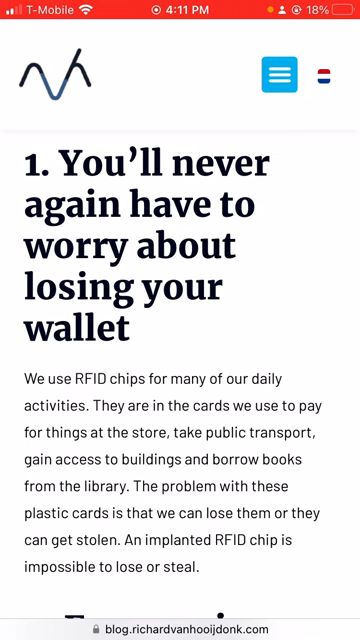 T-Mobile 4:11 PM 18%
1. You’ll never
again have to
worry about
losing your
wallet
We use RFID chips for many of our daily
activities. They are in the cards we use to pay
for things at the store, take public transport,
gain access to buildings and borrow books
from the library. The problem with these
plastic cards is that we can lose them or they
can get stolen. An implanted RFID chip is
impossible to lose or steal.
blog.richardvanhooijdonk.com